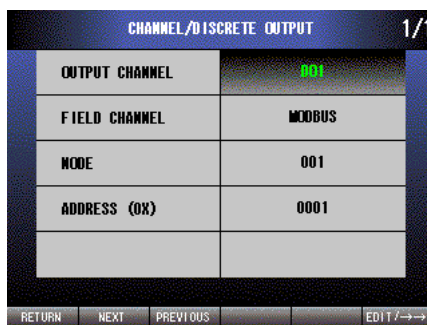 CHANNEL/DISCRETE OUTPUT 1/1
OUTPUT CHANNEL 001
FIELD CHANNEL MODBUS
NODE 001
ADDRESS (0X) 0001
RETURN NEXT PREVIOUS EDIT/→→